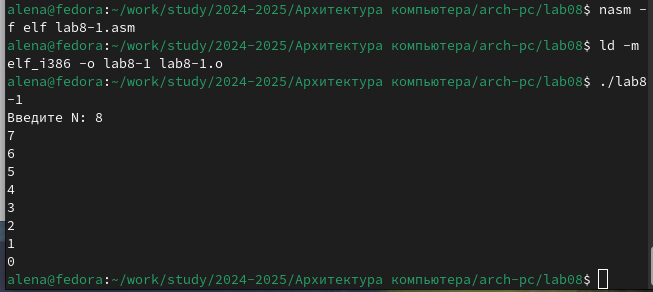 alena@fedora:~/work/study/2024-2025/Архитектура компьютера/arch-pc/lab08$ nasm -
f elf lab8-1.asm
alena@fedora:~/work/study/2024-2025/Архитектура компьютера/arch-pc/lab08$ ld -m
elf_i386 -o lab8-1 lab8-1.o
alena@fedora:~/work/study/2024-2025/Архитектура компьютера/arch-pc/lab08$ ./lab8
-1
Введите N: 8
7
6
5
4
3
2
1
0
alena@fedora:~/work/study/2024-2025/Архитектура компьютера/arch-pc/lab08$